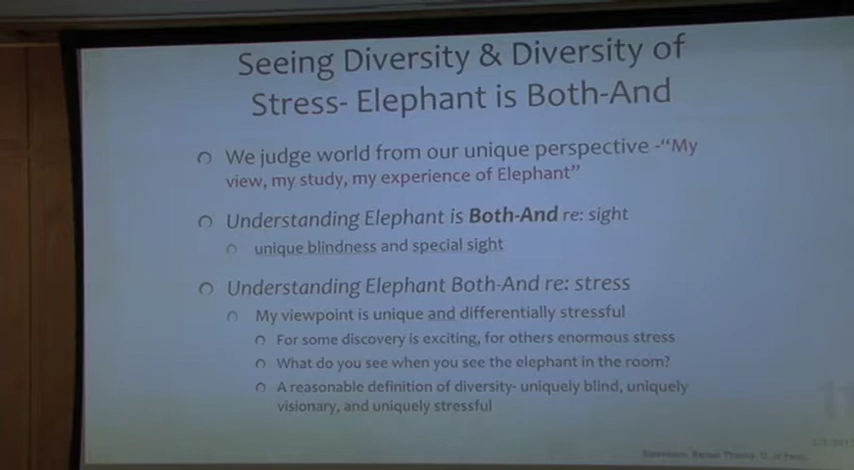 Seeing Diversity & Diversity of
Stress- Elephant is Both-And
We judge world from our unique perspective -“My
view, my study, my experience of Elephant”
Understanding Elephant is Both-And re: sight
unique blindness and special sight
Understanding Elephant Both-And re: stress
My viewpoint is unique and differentially stressful
For some discovery is exciting, for others enormous stress
What do you see when you see the elephant in the room?
A reasonable definition of diversity- uniquely blind, uniquely
visionary, and uniquely stressful
11